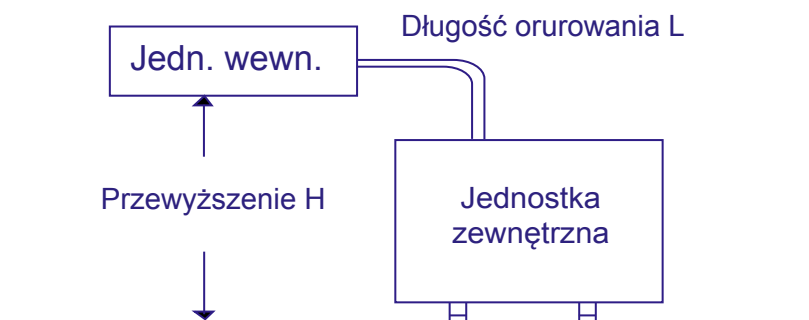 Długość orurowania L
Jedn. wewn.
Przewyższenie H
Jednostka
zewnętrzna